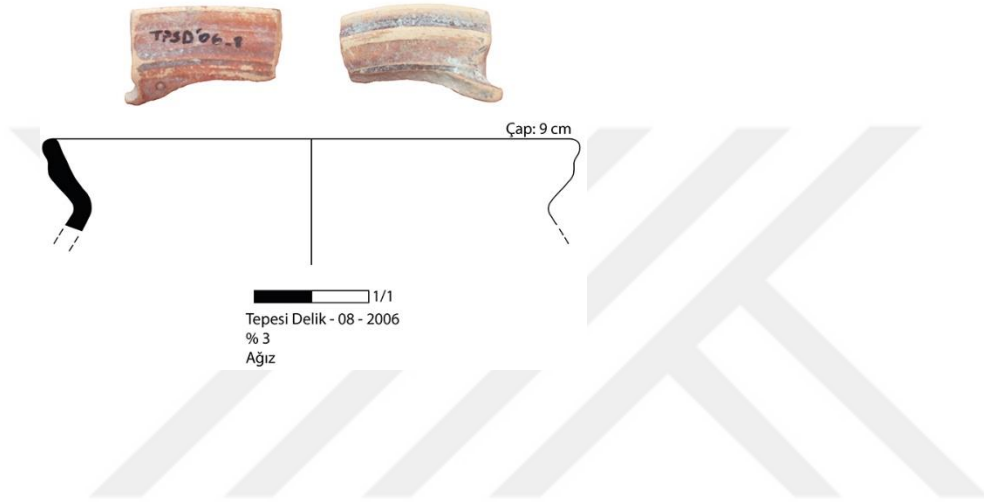 TPSD'06-8
Çap: 9 cm
1/1
Tepesi Delik - 08 - 2006
% 3
Ağız